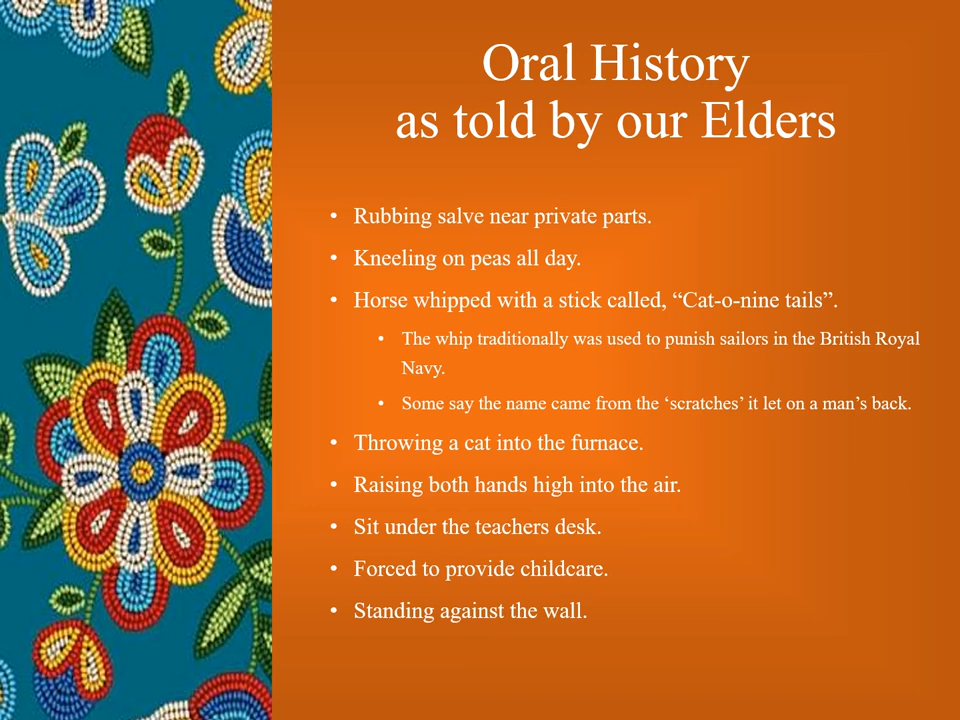 Oral History
as told by our Elders
• Rubbing salve near private parts.
• Kneeling on peas all day.
• Horse whipped with a stick called, “Cat-o-nine tails”.
• The whip traditionally was used to punish sailors in the British Royal
Navy.
• Some say the name came from the ‘scratches’ it let on a man’s back.
• Throwing a cat into the furnace.
• Raising both hands high into the air.
• Sit under the teachers desk.
• Forced to provide childcare.
• Standing against the wall.